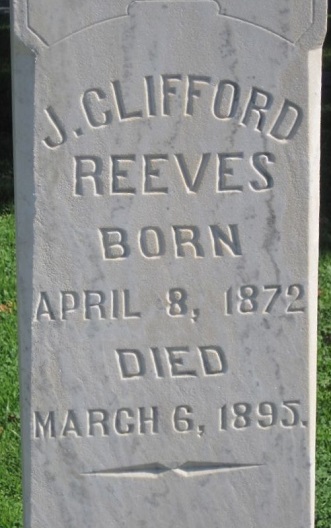 J. CLIFFORD
REEVES
BORN
APRIL 8, 1872
DIED
MARCH 6, 1895.